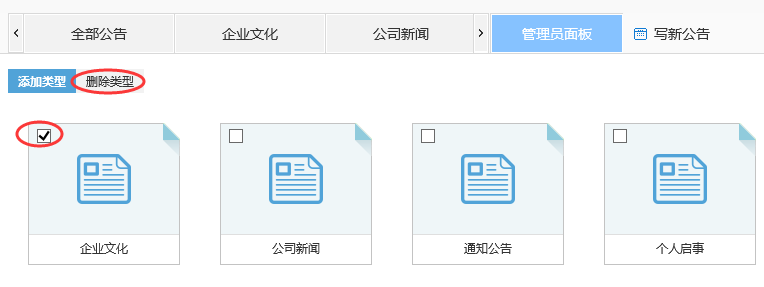 全部公告 企业文化 公司新闻 管理员面板 写新公告
添加类型 删除类型
企业文化 公司新闻 通知公告 个人启事